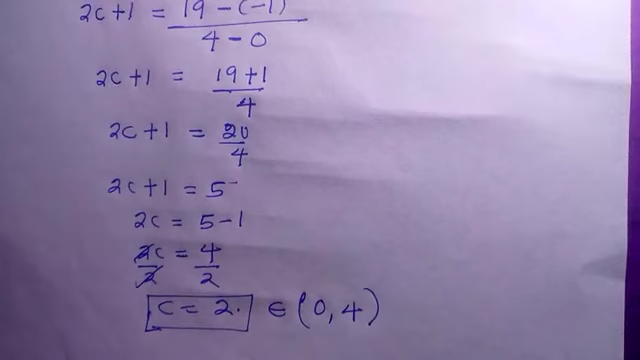 2c+1 = 19-(-1)
4-0
2c+1 = 19+1
4
2c+1 = 20
4
2c+1 = 5
2c = 5-1
2c = 4
2 2
c = 2. ∈ (0, 4)